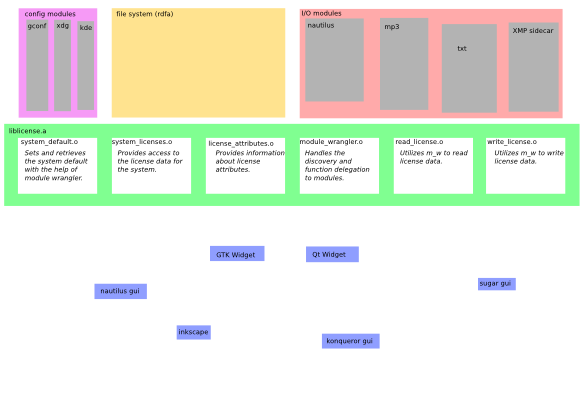 config modules
gconf
xdg
kde
file system (rdfa)
I/O modules
nautilus
mp3
txt
XMP sidecar
liblicense.a
system_default.o
Sets and retrieves
the system default
with the help of
module wrangler.
system_licenses.o
Provides access to
the license data for
the system.
license_attributes.o
Provides information
about license
attributes.
module_wrangler.o
Handles the
discovery and
function delegation
to modules.
read_license.o
Utilizes m_w to read
license data.
write_license.o
Utilizes m_w to write
license data.
GTK Widget
Qt Widget
nautilus gui
sugar gui
inkscape
konqueror gui